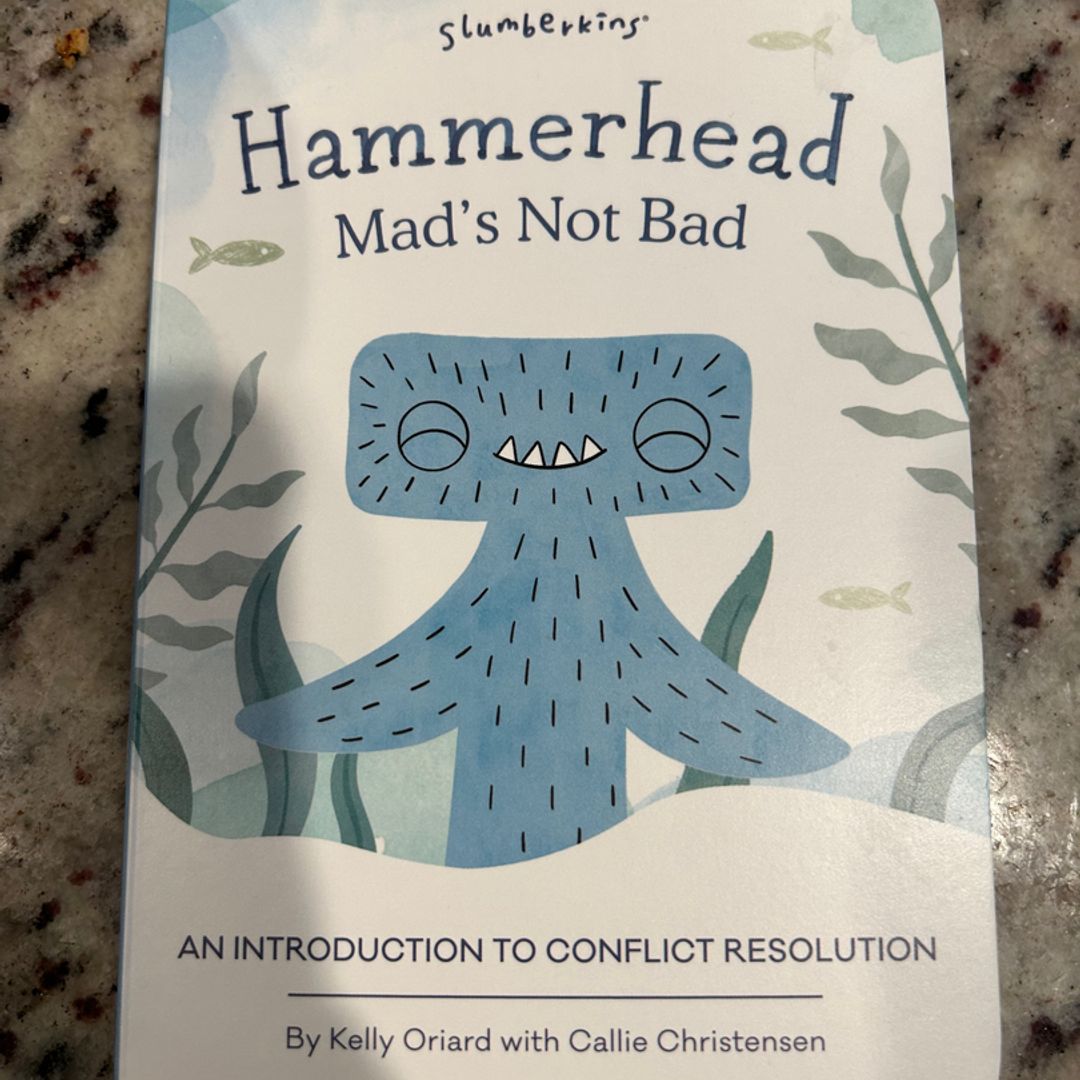 slumberkins®
Hammerhead
Mad's Not Bad
AN INTRODUCTION TO CONFLICT RESOLUTION
By Kelly Oriard with Callie Christensen